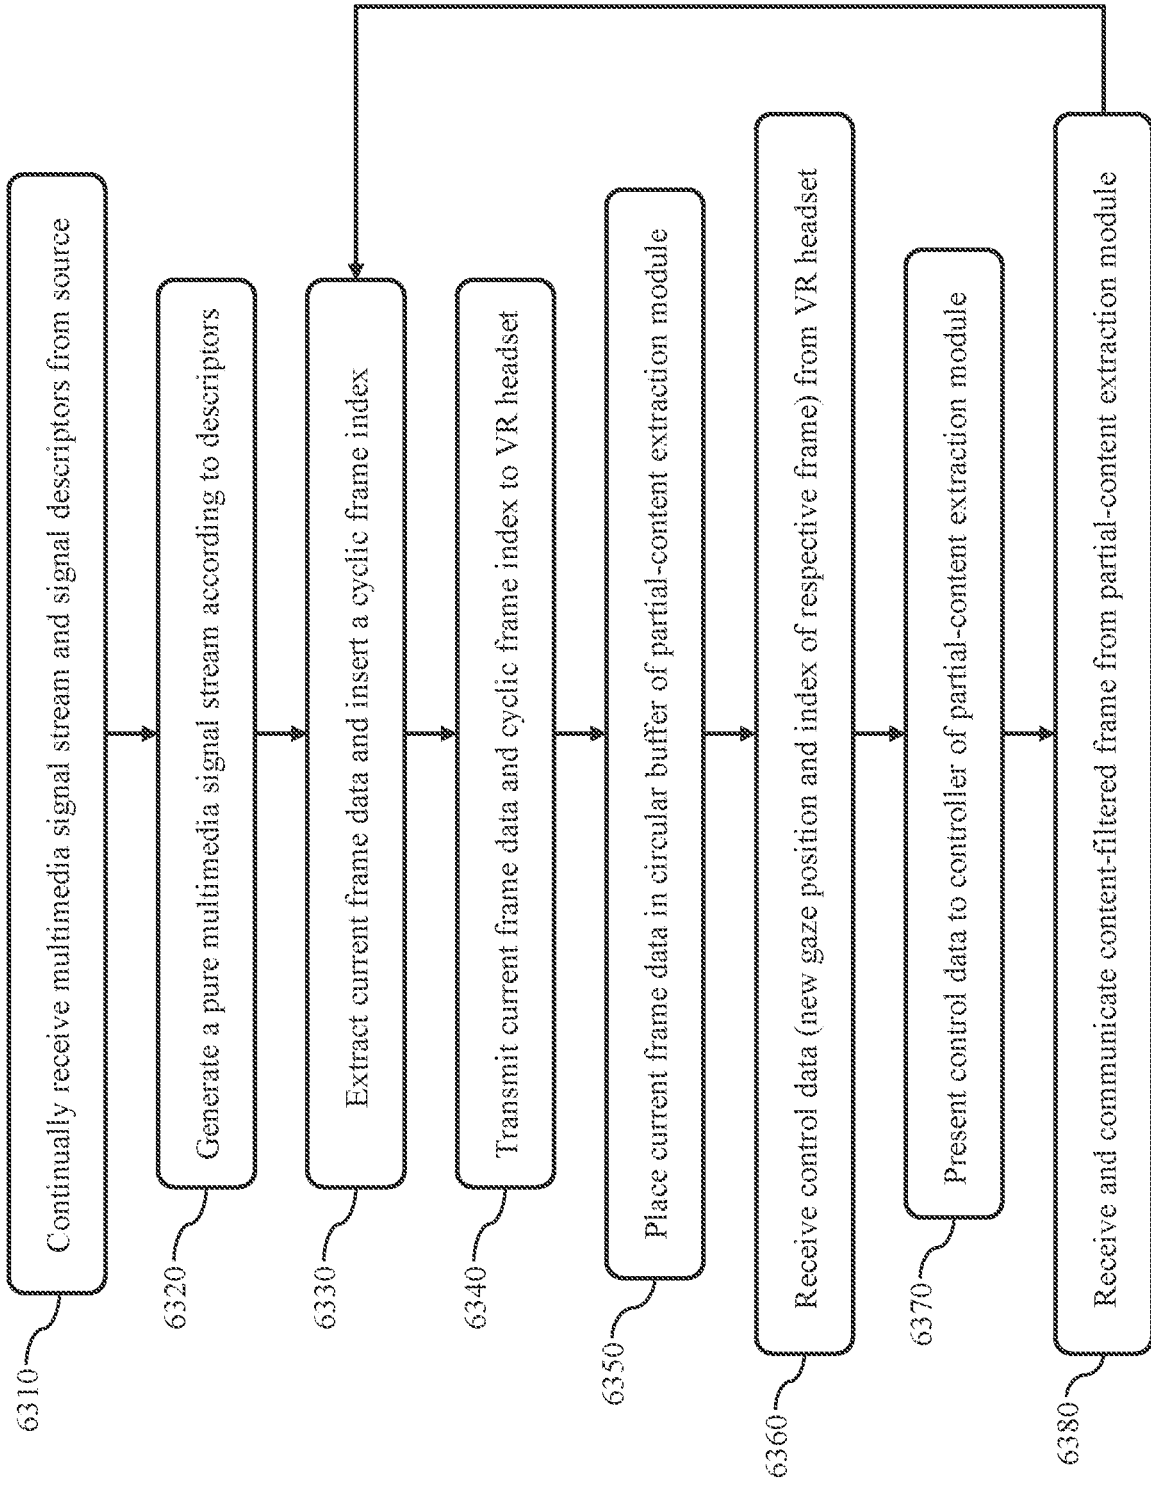 6310
Continually receive multimedia signal stream and signal descriptors from source
6320
Generate a pure multimedia signal stream according to descriptors
6330
Extract current frame data and insert a cyclic frame index
6340
Transmit current frame data and cyclic frame index to VR headset
6350
Place current frame data in circular buffer of partial-content extraction module
6360
Receive control data (new gaze position and index of respective frame) from VR headset
6370
Present control data to controller of partial-content extraction module
6380
Receive and communicate content-filtered frame from partial-content extraction module